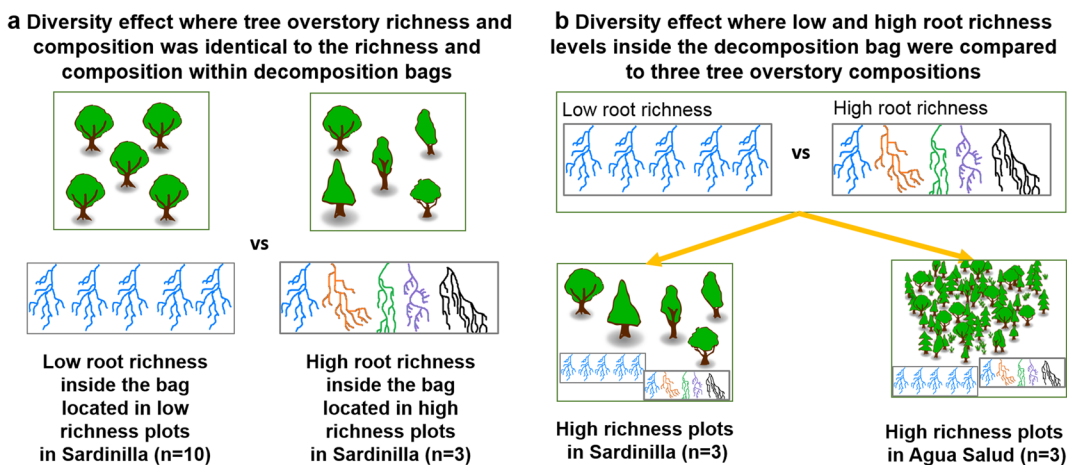 a Diversity effect where tree overstory richness and
composition was identical to the richness and
composition within decomposition bags
vs
Low root richness
inside the bag
located in low
richness plots
in Sardinilla (n=10)
High root richness
inside the bag
located in high
richness plots
in Sardinilla (n=3)
b Diversity effect where low and high root richness
levels inside the decomposition bag were compared
to three tree overstory compositions
Low root richness
vs
High root richness
High richness plots
in Sardinilla (n=3)
High richness plots
in Agua Salud (n=3)